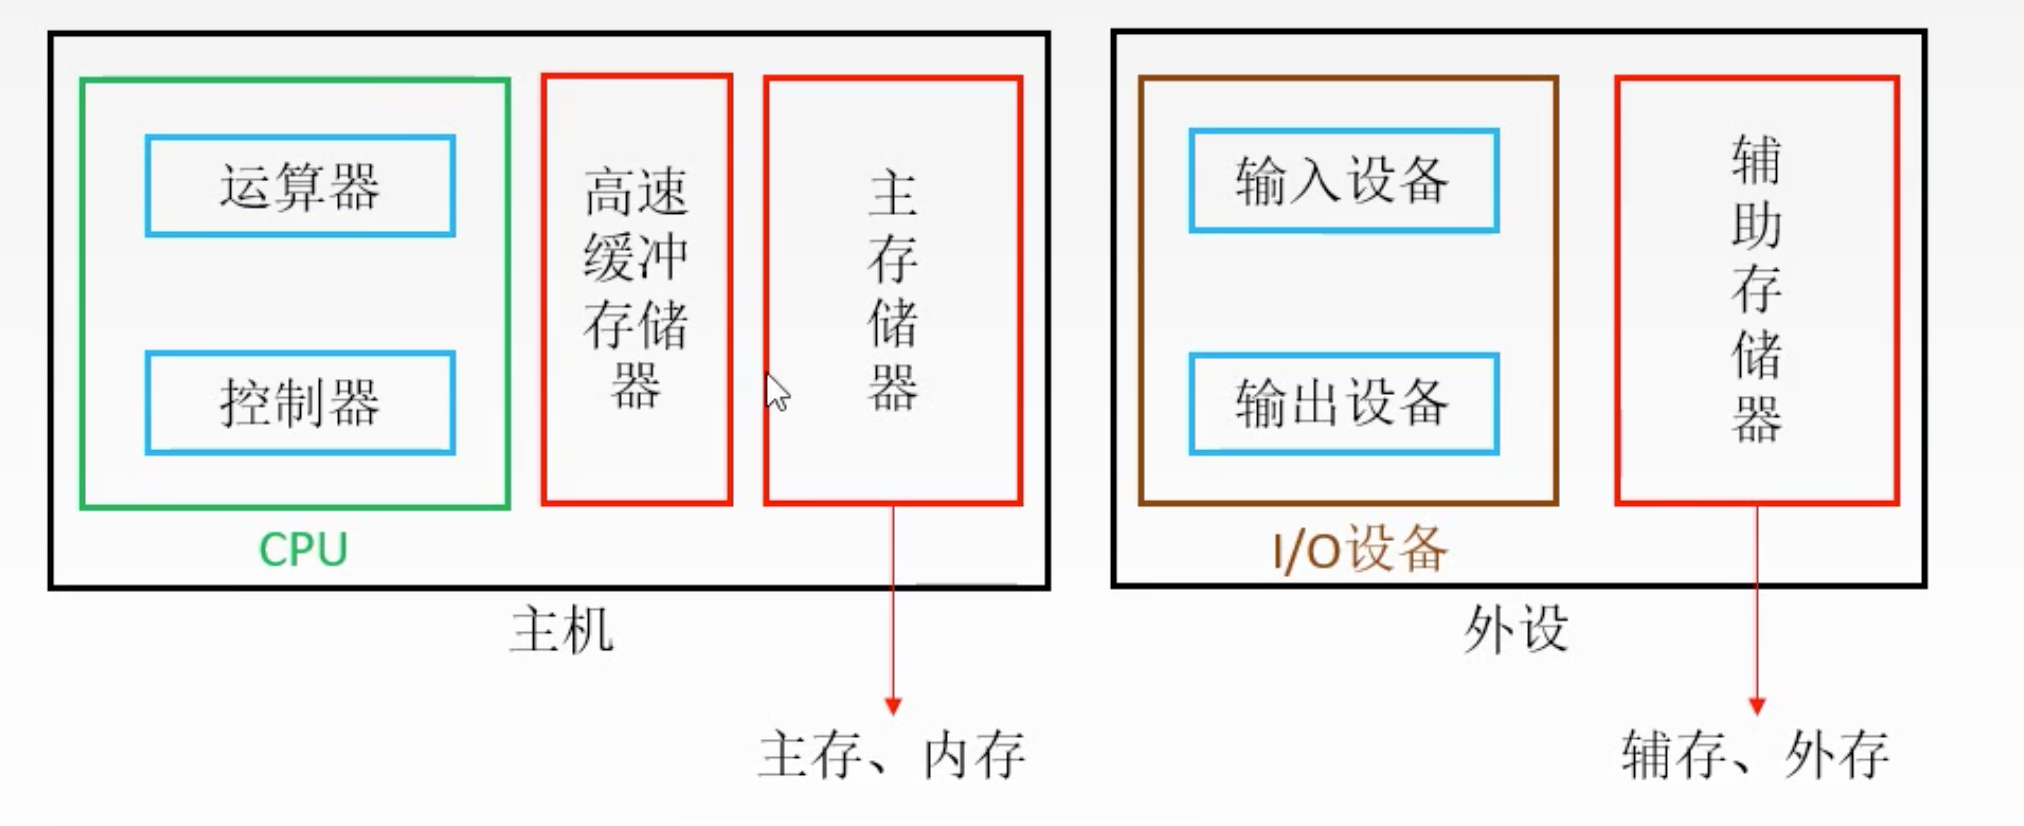 运算器
控制器
CPU
高速
缓冲
存储
器
主
存
储
器
主机
主存、内存
输入设备
输出设备
I/O设备
辅
助
存
储
器
外设
辅存、外存